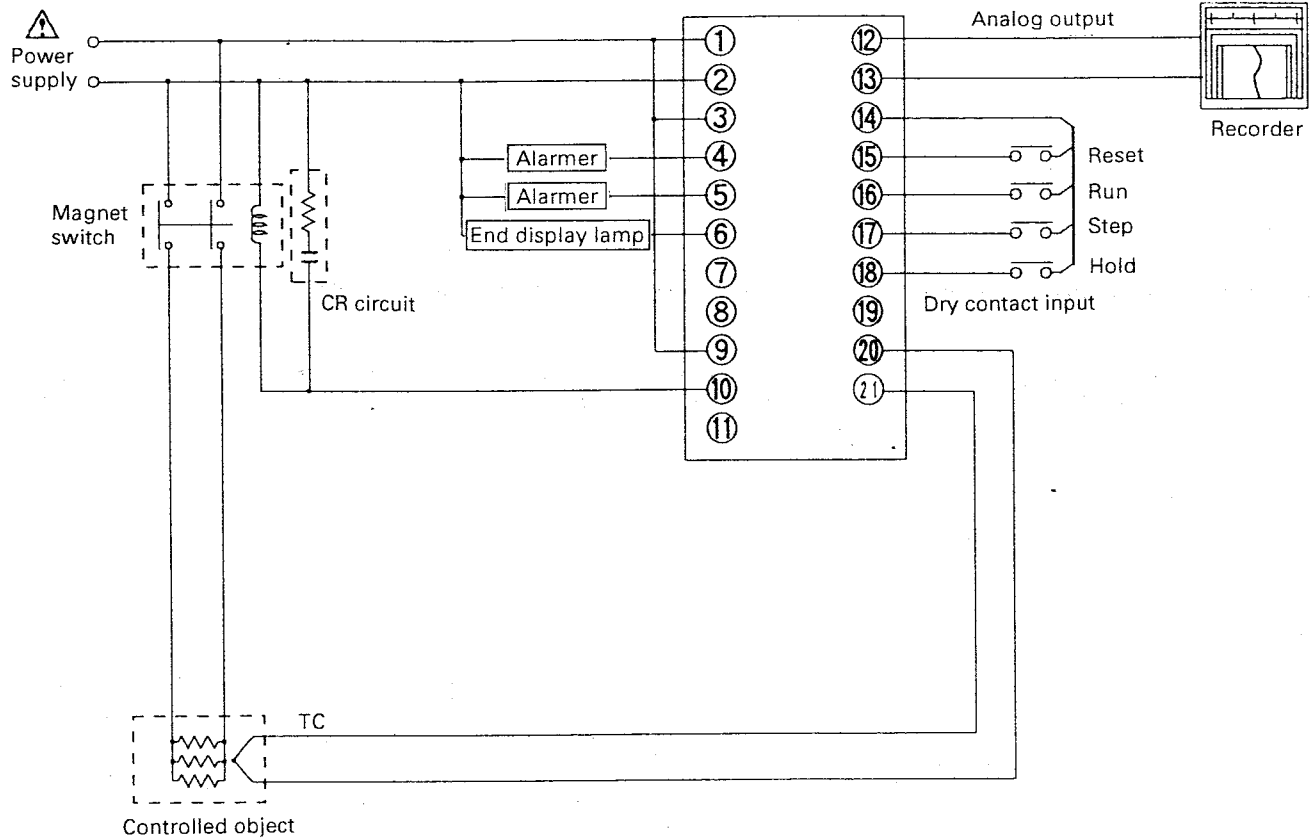 Power
supply
Magnet
switch
CR circuit
Alarmer
Alarmer
End display lamp
1
2
3
4
5
6
7
8
9
10
11
12
13
14
15
16
17
18
19
20
21
Analog output
Recorder
Reset
Run
Step
Hold
Dry contact input
TC
Controlled object